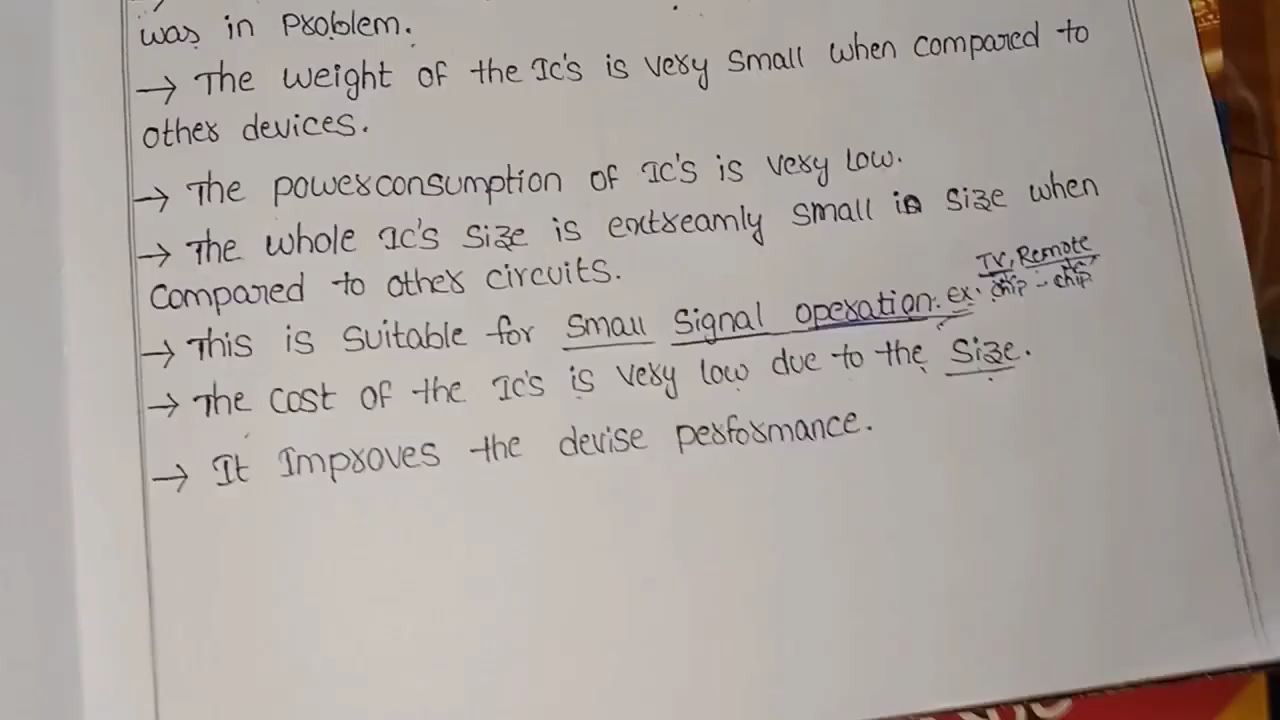 was in problem.
→ The weight of the Ic's is very small when compared to
other devices.
→ The powerconsumption of IC's is very low.
→ The whole Ic's size is extreamly small in size when
compared to other circuits.
TV, Remote
chip - chip
→ This is suitable for small signal operation. ex.
→ The cost of the Ic's is very low due to the size.
→ It Improves the devise performance.